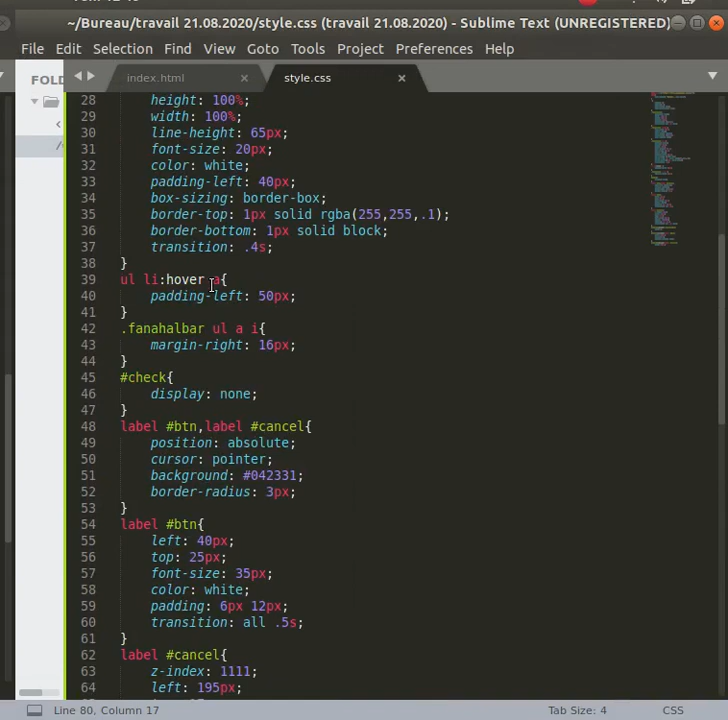 ~/Bureau/travail 21.08.2020/style.css (travail 21.08.2020) - Sublime Text (UNREGISTERED)
File Edit Selection Find View Goto Tools Project Preferences Help
FOLD
index.html
style.css
28 height: 100%;
29 width: 100%;
30 line-height: 65px;
31 font-size: 20px;
32 color: white;
33 padding-left: 40px;
34 box-sizing: border-box;
35 border-top: 1px solid rgba(255,255,.1);
36 border-bottom: 1px solid block;
37 transition: .4s;
38 }
39 ul li:hover a{
40 padding-left: 50px;
41 }
42 .fanahalbar ul a i{
43 margin-right: 16px;
44 }
45 #check{
46 display: none;
47 }
48 label #btn,label #cancel{
49 position: absolute;
50 cursor: pointer;
51 background: #042331;
52 border-radius: 3px;
53 }
54 label #btn{
55 left: 40px;
56 top: 25px;
57 font-size: 35px;
58 color: white;
59 padding: 6px 12px;
60 transition: all .5s;
61 }
62 label #cancel{
63 z-index: 1111;
64 left: 195px;
Line 80, Column 17
Tab Size: 4
CSS